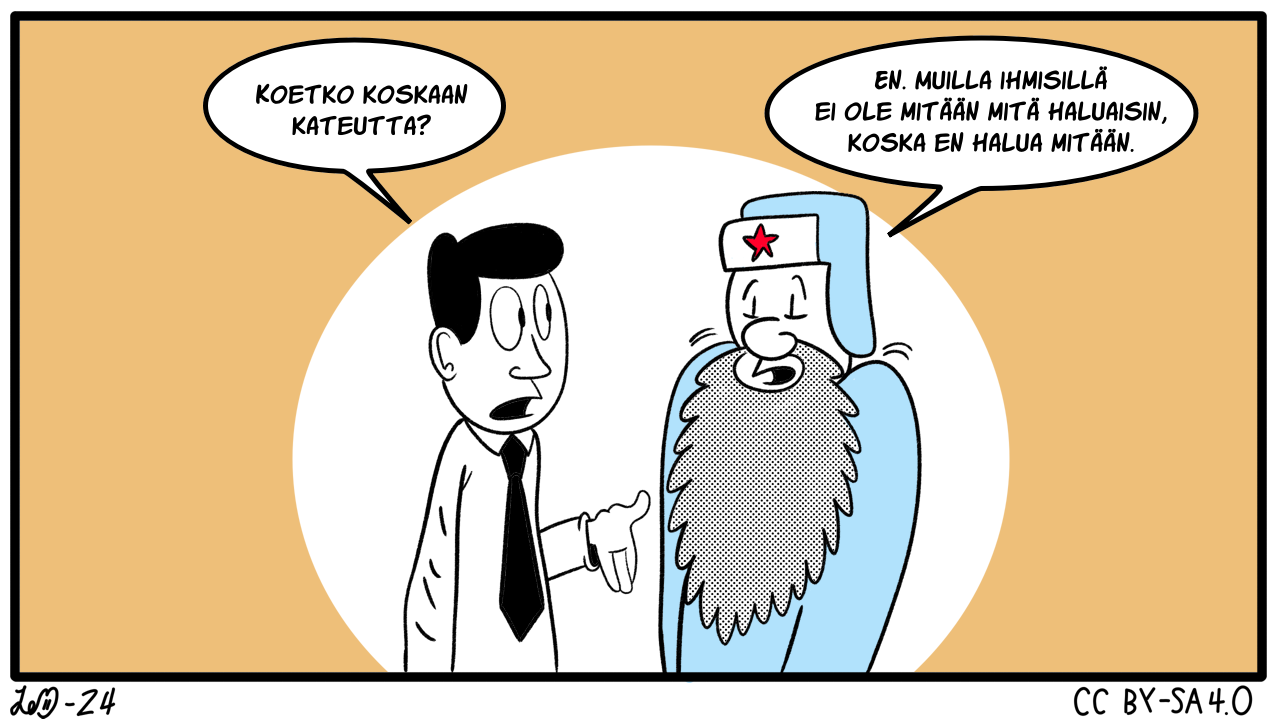 KOETKO KOSKAAN
KATEUTTA?
EN. MUILLA IHMISILLÄ
EI OLE MITÄÄN MITÄ HALUAISIN,
KOSKA EN HALUA MITÄÄN.
-24
CC BY-SA 4.0